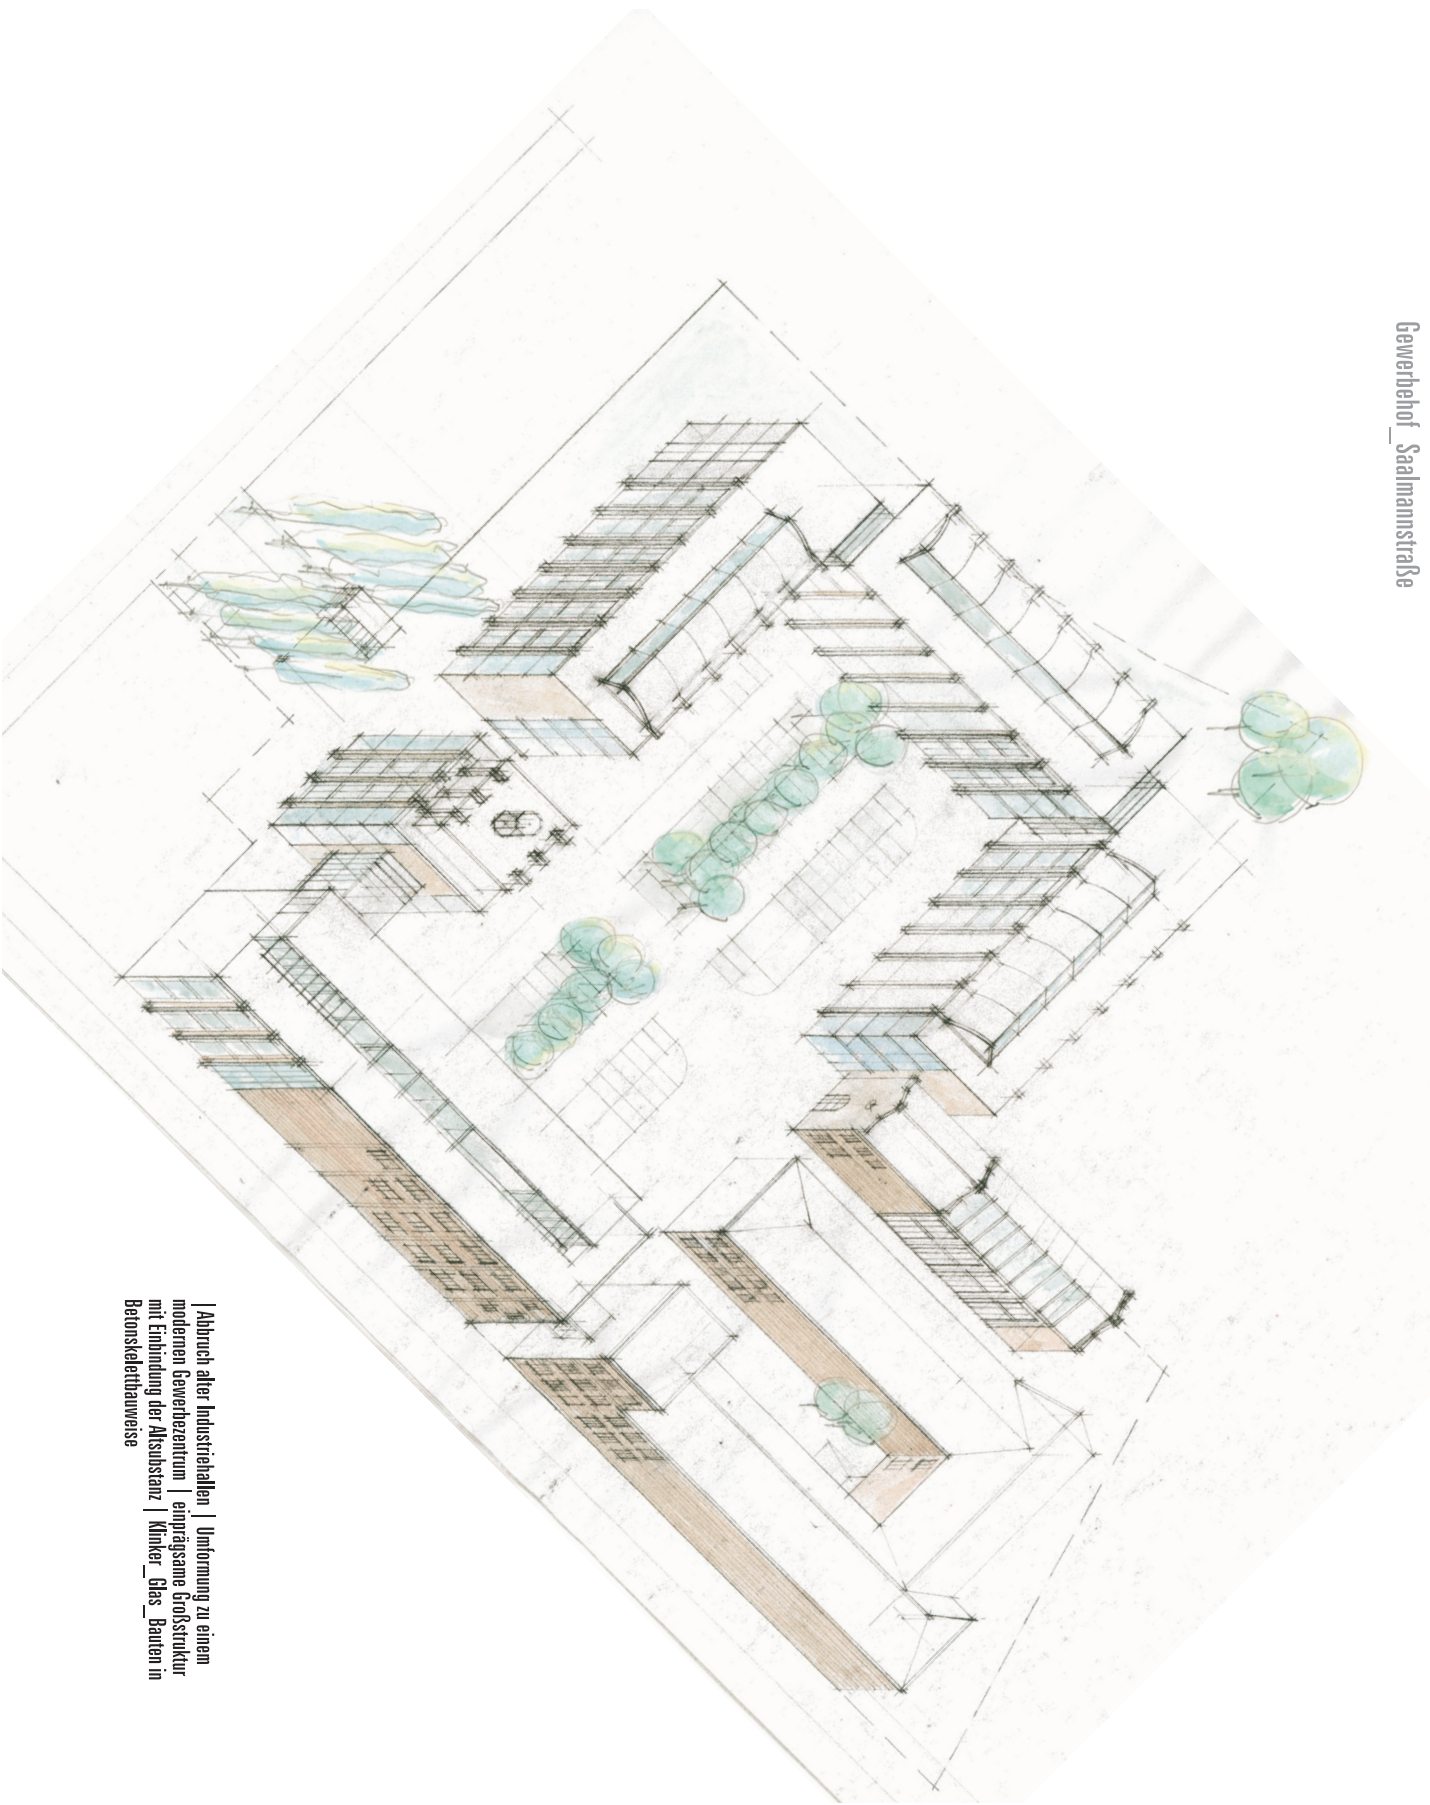 Gewerbehof_Saalmannstraße
| Abbruch alter Industriehallen | Umformung zu einem
modernen Gewerbezentrum | einprägsame Großstruktur
mit Einbindung der Altsubstanz | Klinker_Glas_Bauten in
Betonskelettbauweise